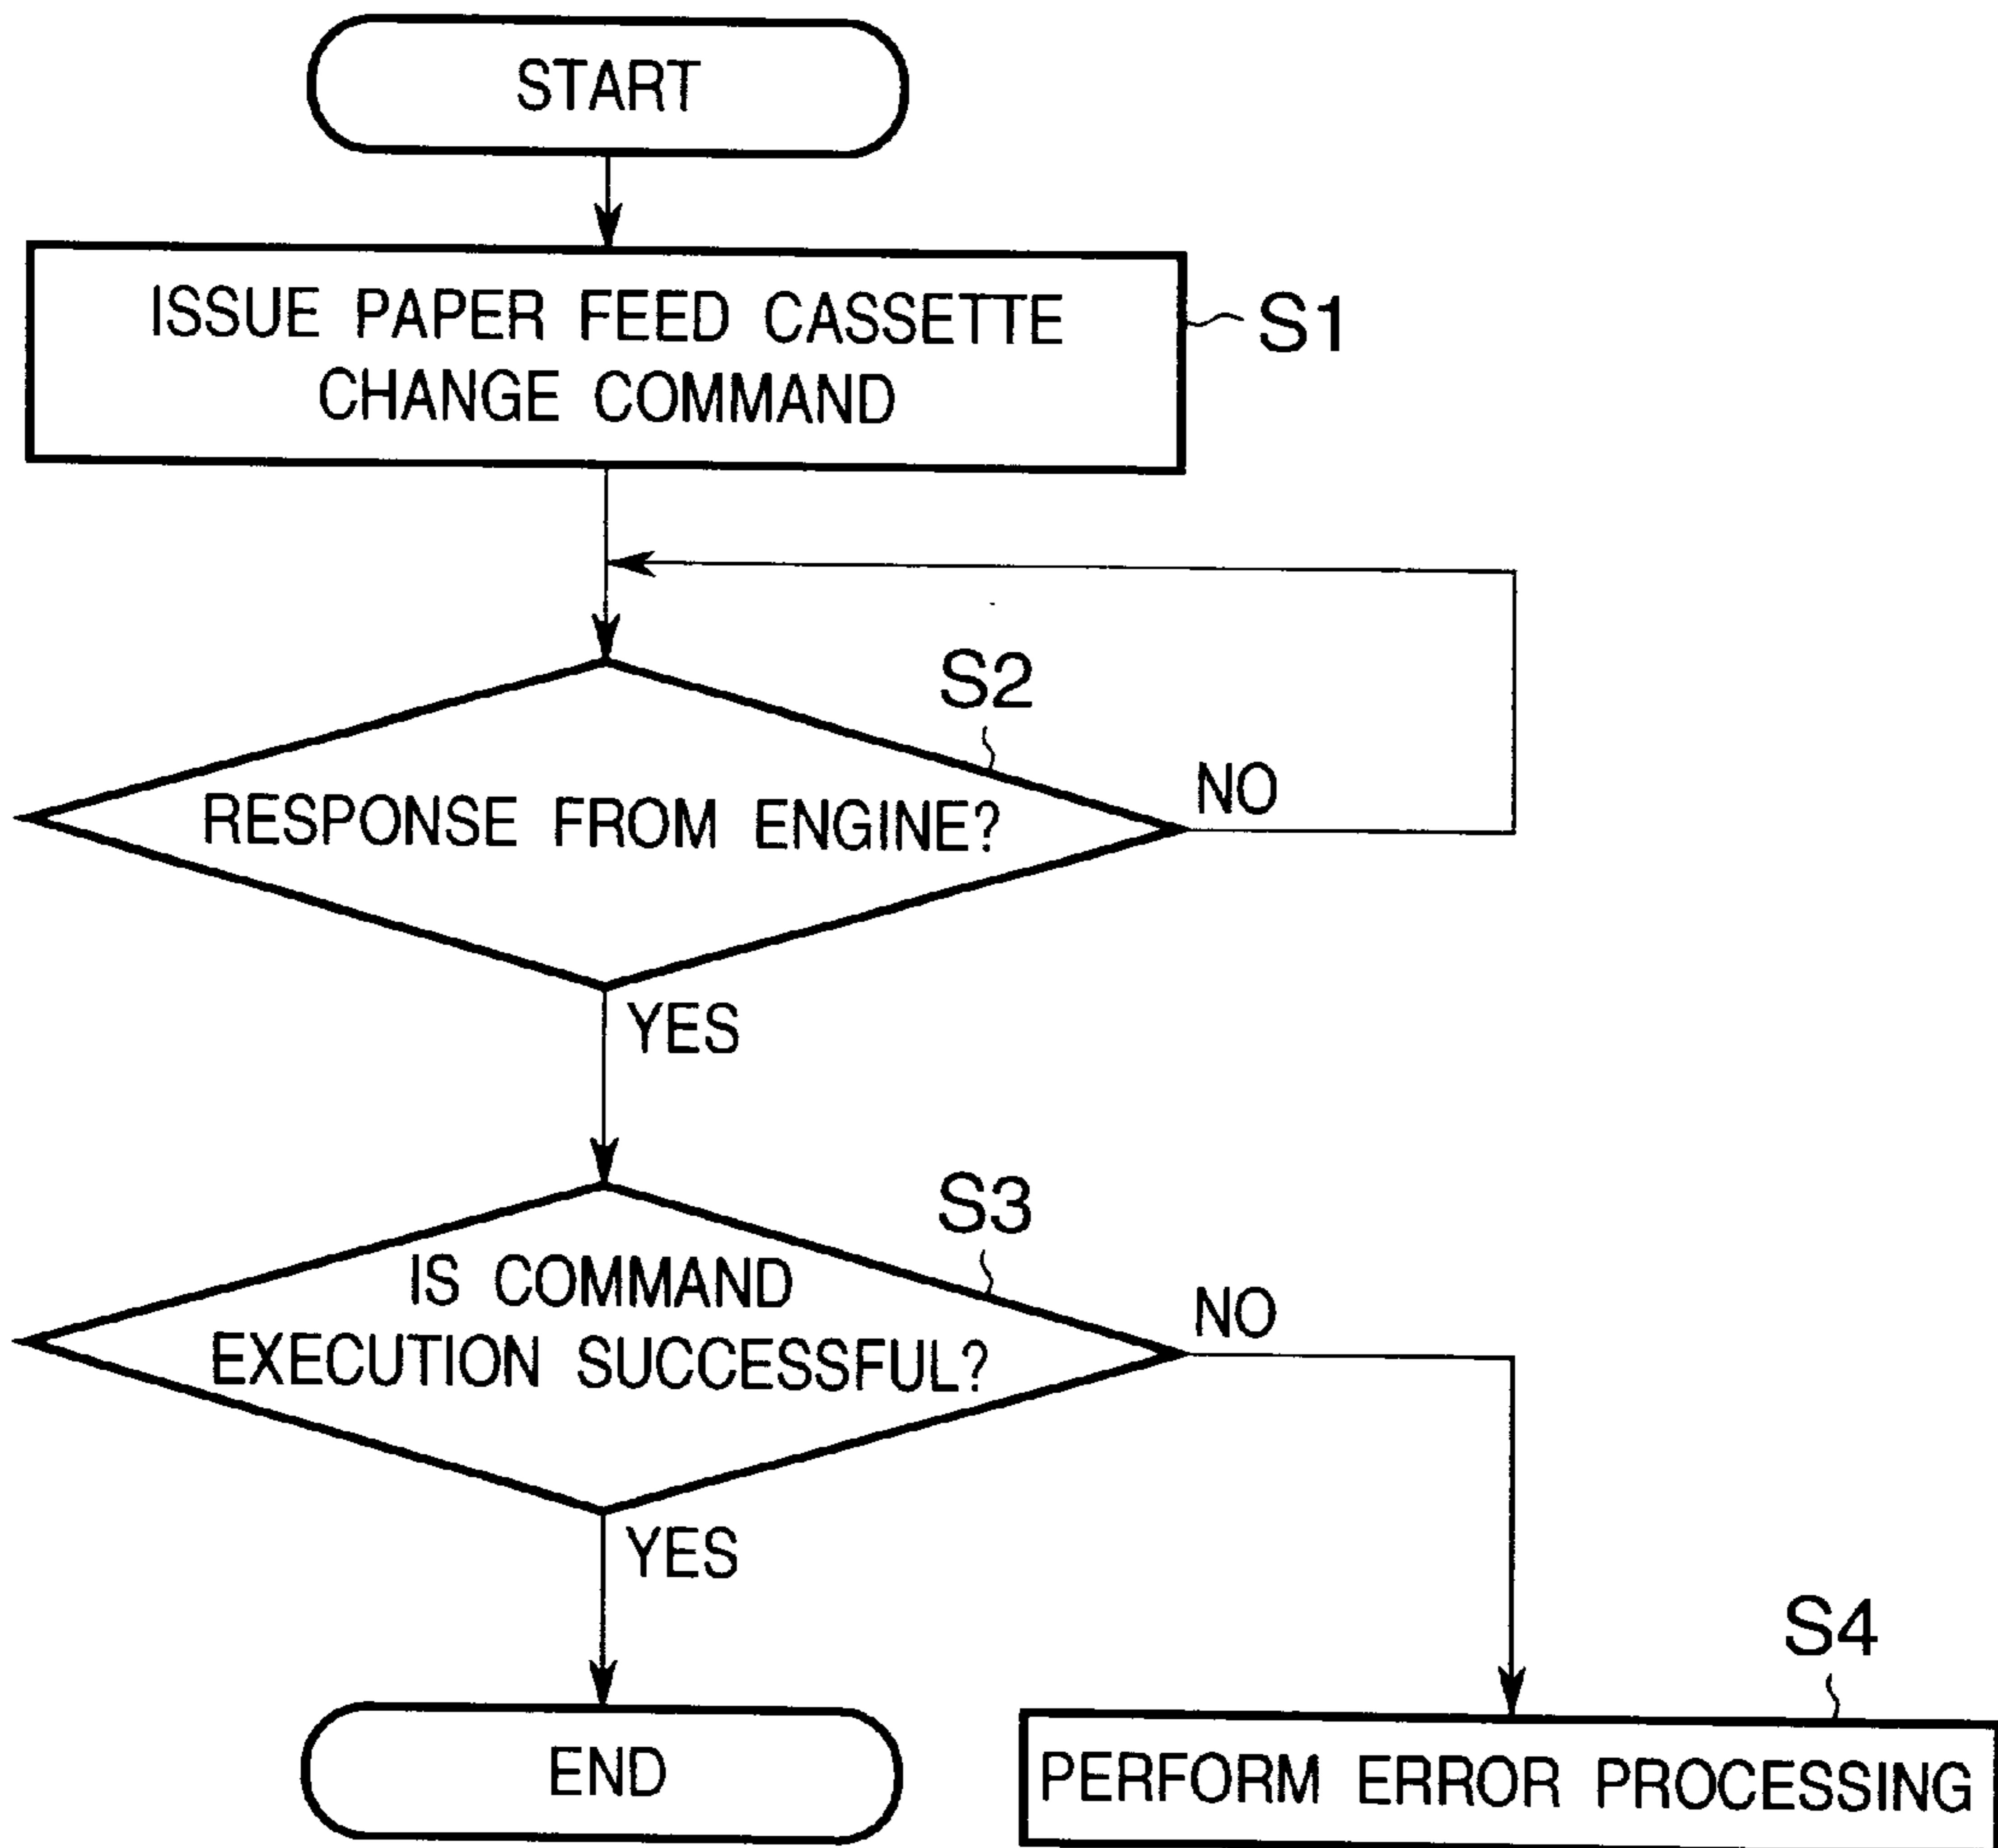 START
ISSUE PAPER FEED CASSETTE
CHANGE COMMAND
S1
S2
RESPONSE FROM ENGINE?
NO
YES
S3
IS COMMAND
EXECUTION SUCCESSFUL?
NO
YES
S4
END
PERFORM ERROR PROCESSING